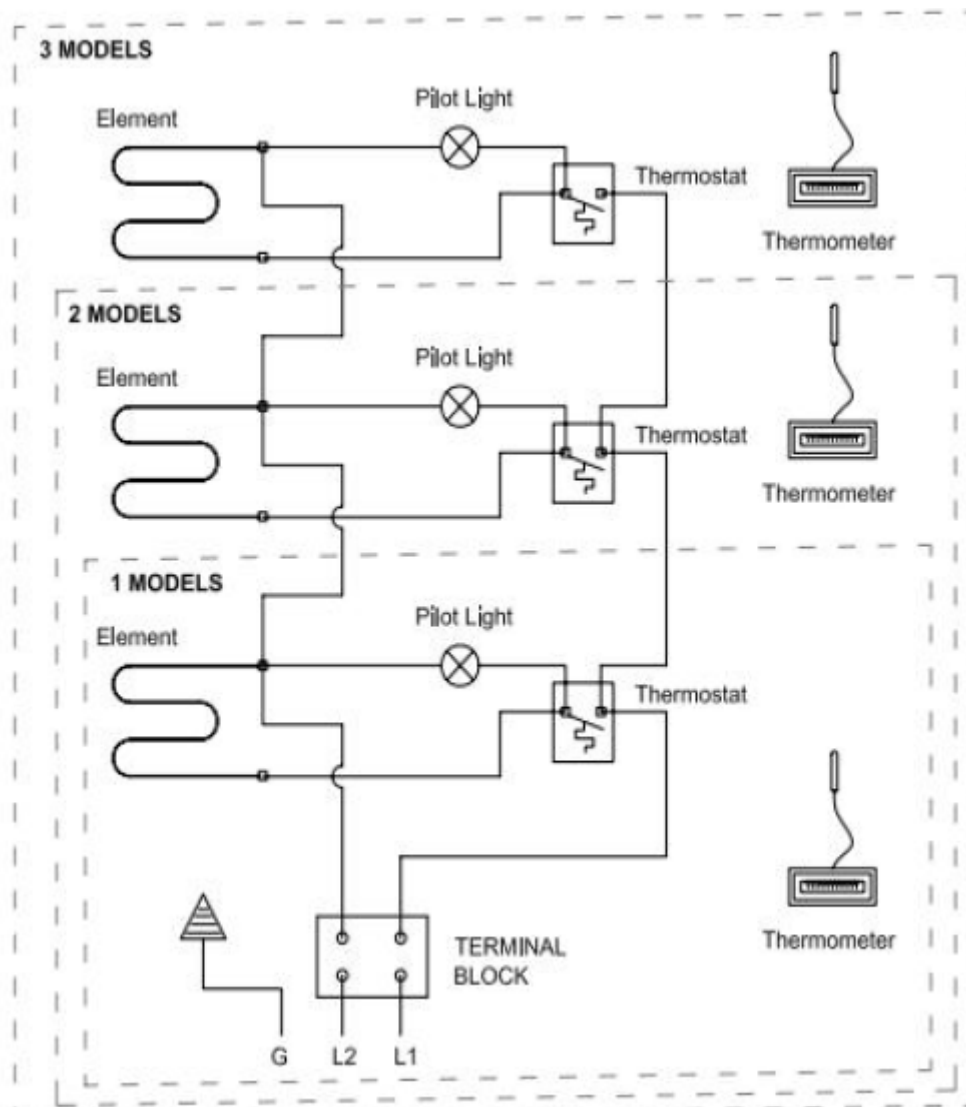 3 MODELS
Pilot Light
Element
Thermostat
Thermometer
2 MODELS
Pilot Light
Element
Thermostat
Thermometer
1 MODELS
Pilot Light
Element
Thermostat
Thermometer
TERMINAL
BLOCK
G L2 L1